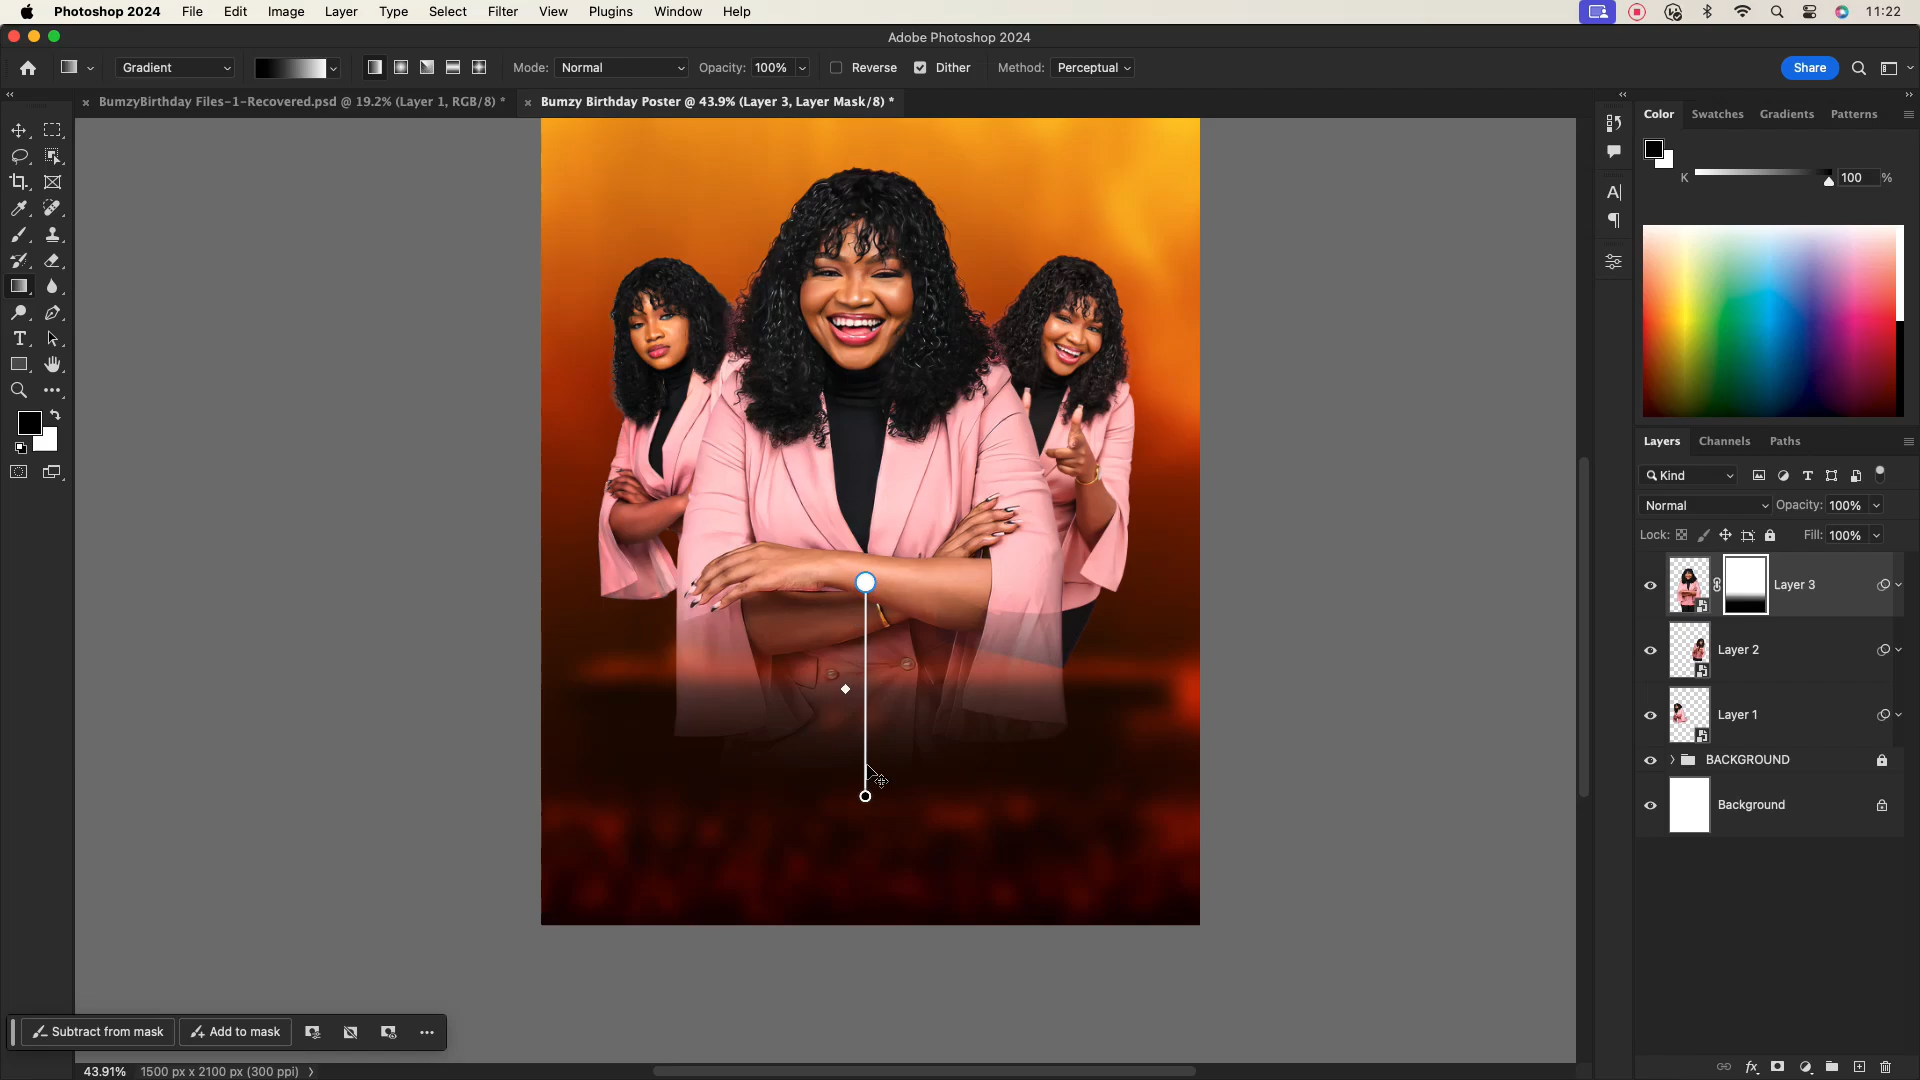 Photoshop 2024 File Edit Image Layer Type Select Filter View Plugins Window Help 11:22
Adobe Photoshop 2024
Gradient Mode: Normal Opacity: 100% Reverse Dither Method: Perceptual Share
BumzyBirthday Files-1-Recovered.psd @ 19.2% (Layer 1, RGB/8) * Bumzy Birthday Poster @ 43.9% (Layer 3, Layer Mask/8) *
Color Swatches Gradients Patterns
K 100 %
Layers Channels Paths
Kind
Normal Opacity: 100%
Lock: Fill: 100%
Layer 3
Layer 2
Layer 1
BACKGROUND
Background
Subtract from mask Add to mask
43.91% 1500 px x 2100 px (300 ppi)